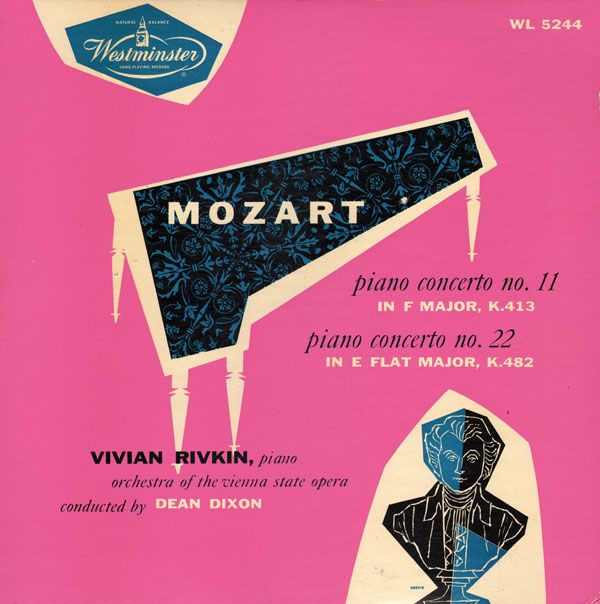 NATURAL BALANCE
Westminster
LONG PLAYING RECORDS
®
WL 5244
MOZART
piano concerto no. 11
IN F MAJOR, K.413
piano concerto no. 22
IN E FLAT MAJOR, K.482
VIVIAN RIVKIN, piano
orchestra of the vienna state opera
conducted by DEAN DIXON